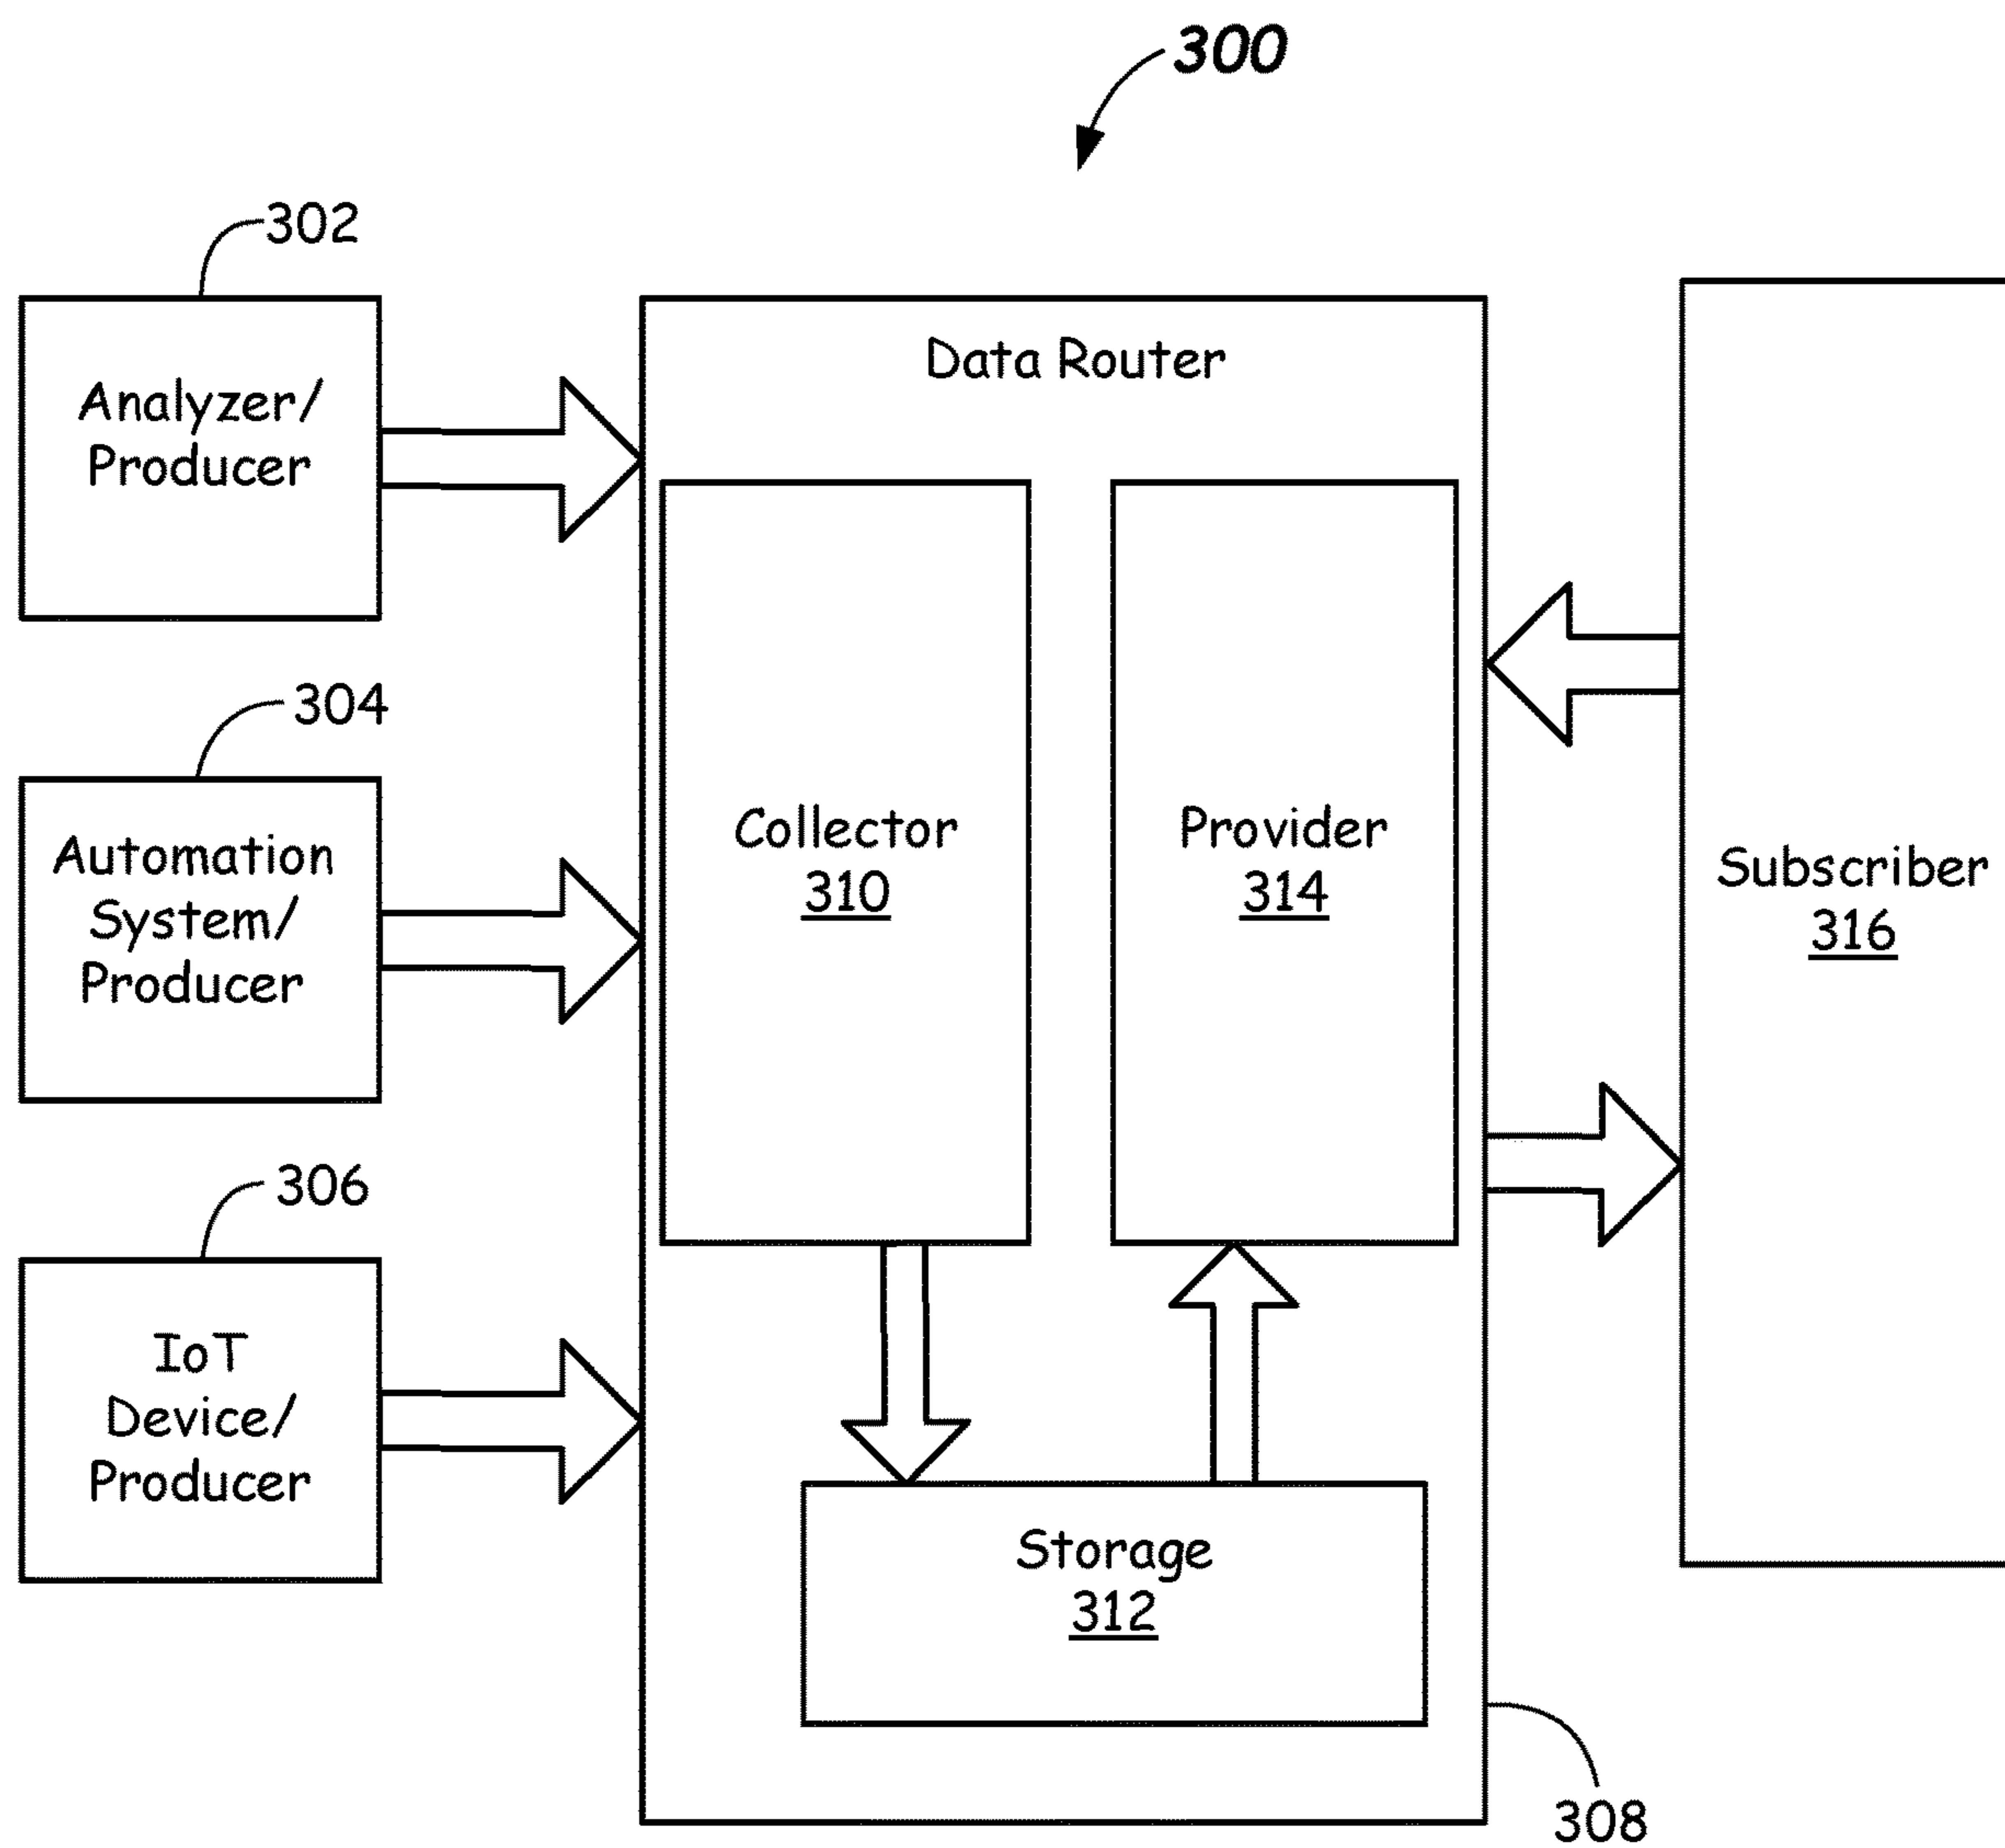 300
302
Analyzer/
Producer
304
Automation
System/
Producer
306
IoT
Device/
Producer
Data Router
Collector
310
Provider
314
Storage
312
308
Subscriber
316